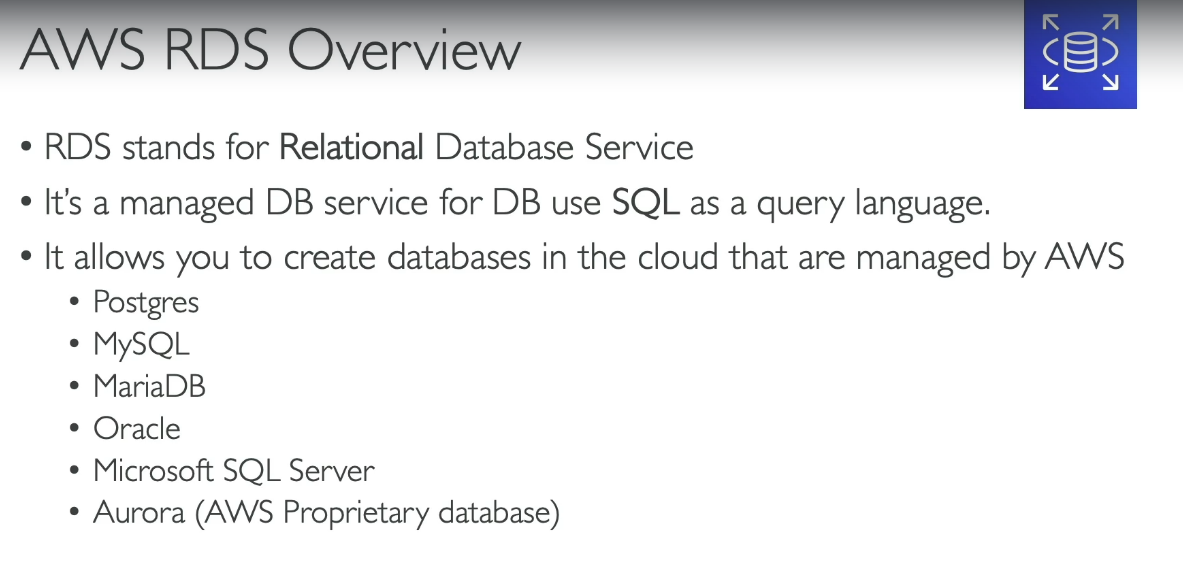 AWS RDS Overview
• RDS stands for Relational Database Service
• It's a managed DB service for DB use SQL as a query language.
• It allows you to create databases in the cloud that are managed by AWS
• Postgres
• MySQL
• MariaDB
• Oracle
• Microsoft SQL Server
• Aurora (AWS Proprietary database)